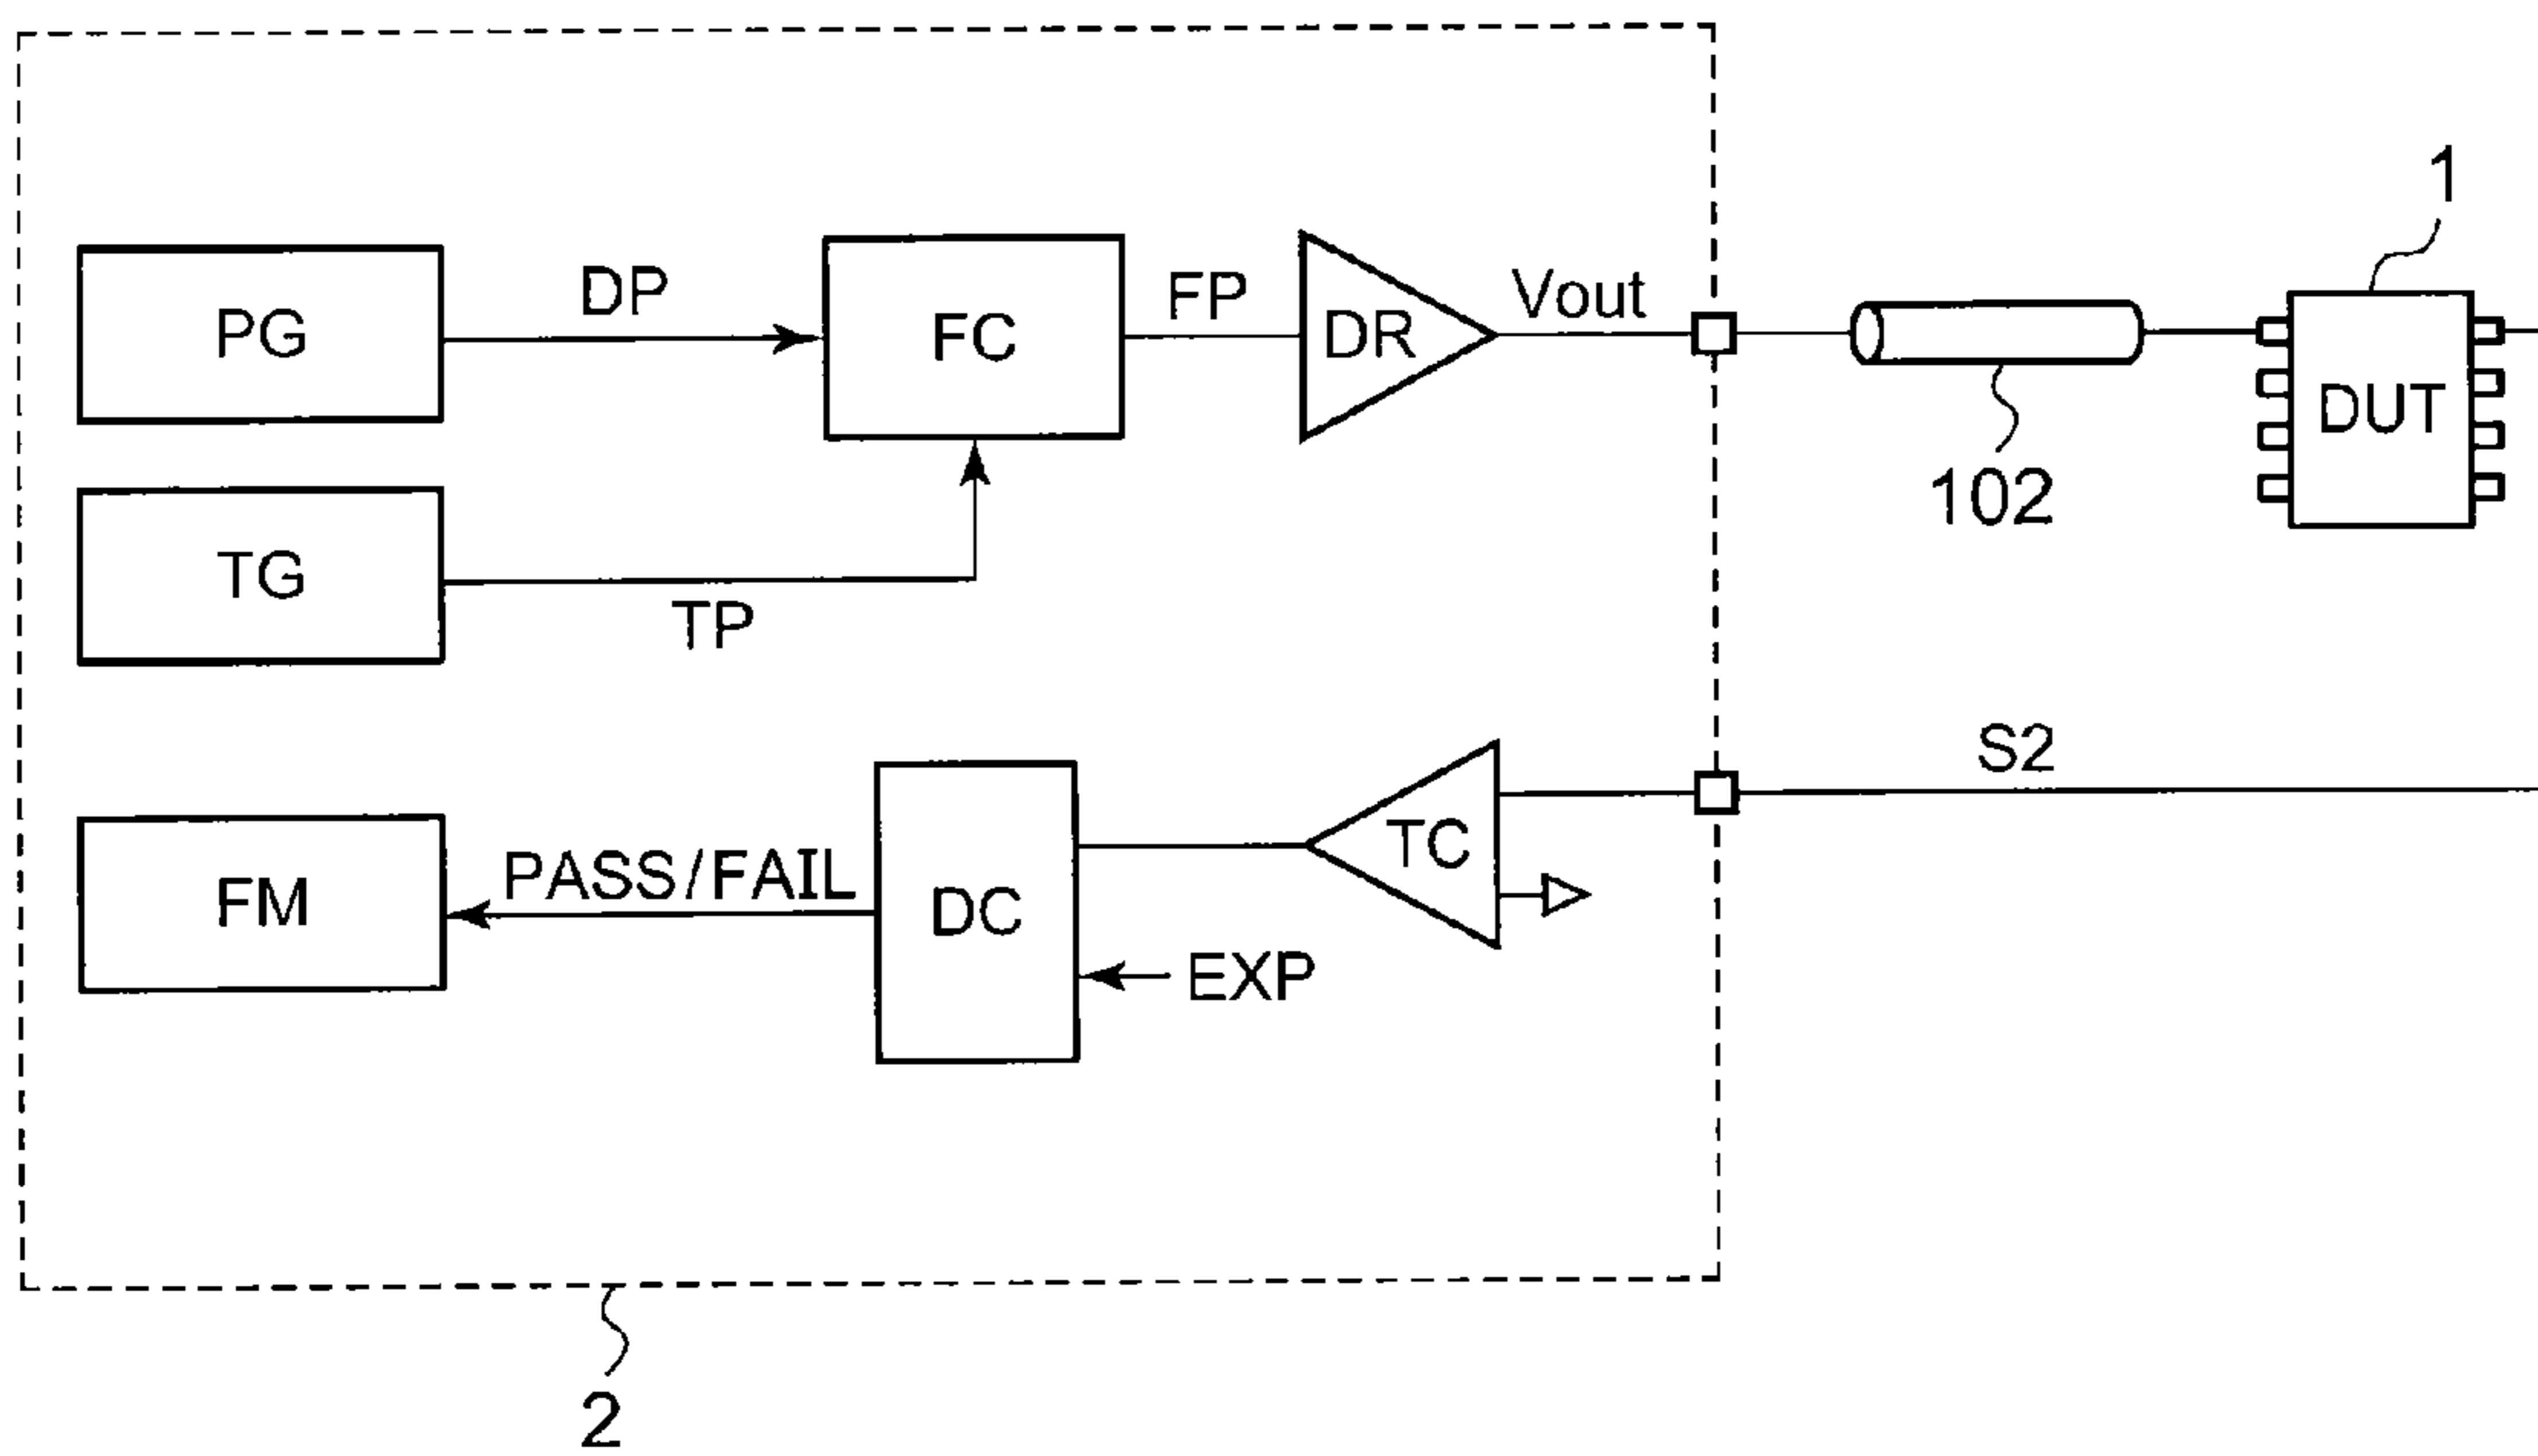 1
PG
DP
FC
FP
DR
Vout
DUT
102
TG
TP
S2
FM
PASS/FAIL
DC
TC
EXP
2